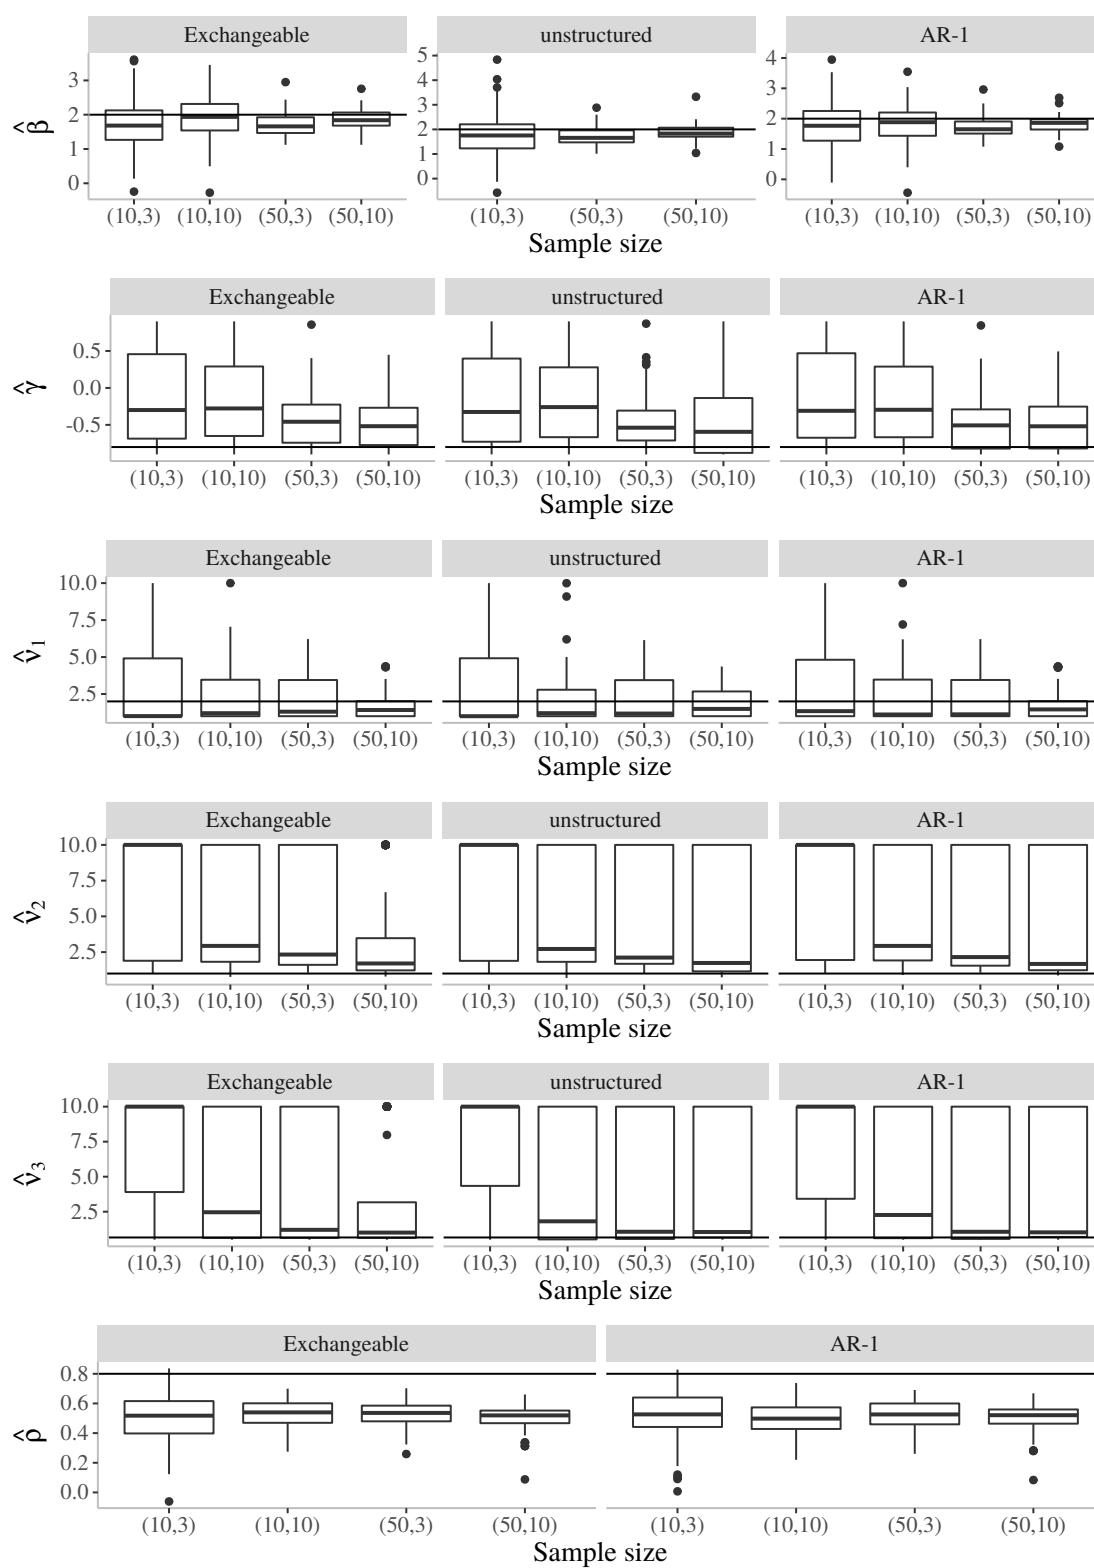 Exchangeable unstructured AR-1
β̂
3
2
1
0
5
4
3
2
1
0
4
3
2
1
0
(10,3) (10,10) (50,3) (50,10) (10,3) (50,3) (50,10) (10,3) (10,10) (50,3) (50,10)
Sample size
Exchangeable unstructured AR-1
γ̂
0.5
0.0
-0.5
(10,3) (10,10) (50,3) (50,10) (10,3) (10,10) (50,3) (50,10) (10,3) (10,10) (50,3) (50,10)
Sample size
Exchangeable unstructured AR-1
ν̂1
10.0
7.5
5.0
2.5
(10,3) (10,10) (50,3) (50,10) (10,3) (10,10) (50,3) (50,10) (10,3) (10,10) (50,3) (50,10)
Sample size
Exchangeable unstructured AR-1
ν̂2
10.0
7.5
5.0
2.5
(10,3) (10,10) (50,3) (50,10) (10,3) (10,10) (50,3) (50,10) (10,3) (10,10) (50,3) (50,10)
Sample size
Exchangeable unstructured AR-1
ν̂3
10.0
7.5
5.0
2.5
(10,3) (10,10) (50,3) (50,10) (10,3) (10,10) (50,3) (50,10) (10,3) (10,10) (50,3) (50,10)
Sample size
Exchangeable AR-1
ρ̂
0.8
0.6
0.4
0.2
0.0
(10,3) (10,10) (50,3) (50,10) (10,3) (10,10) (50,3) (50,10)
Sample size